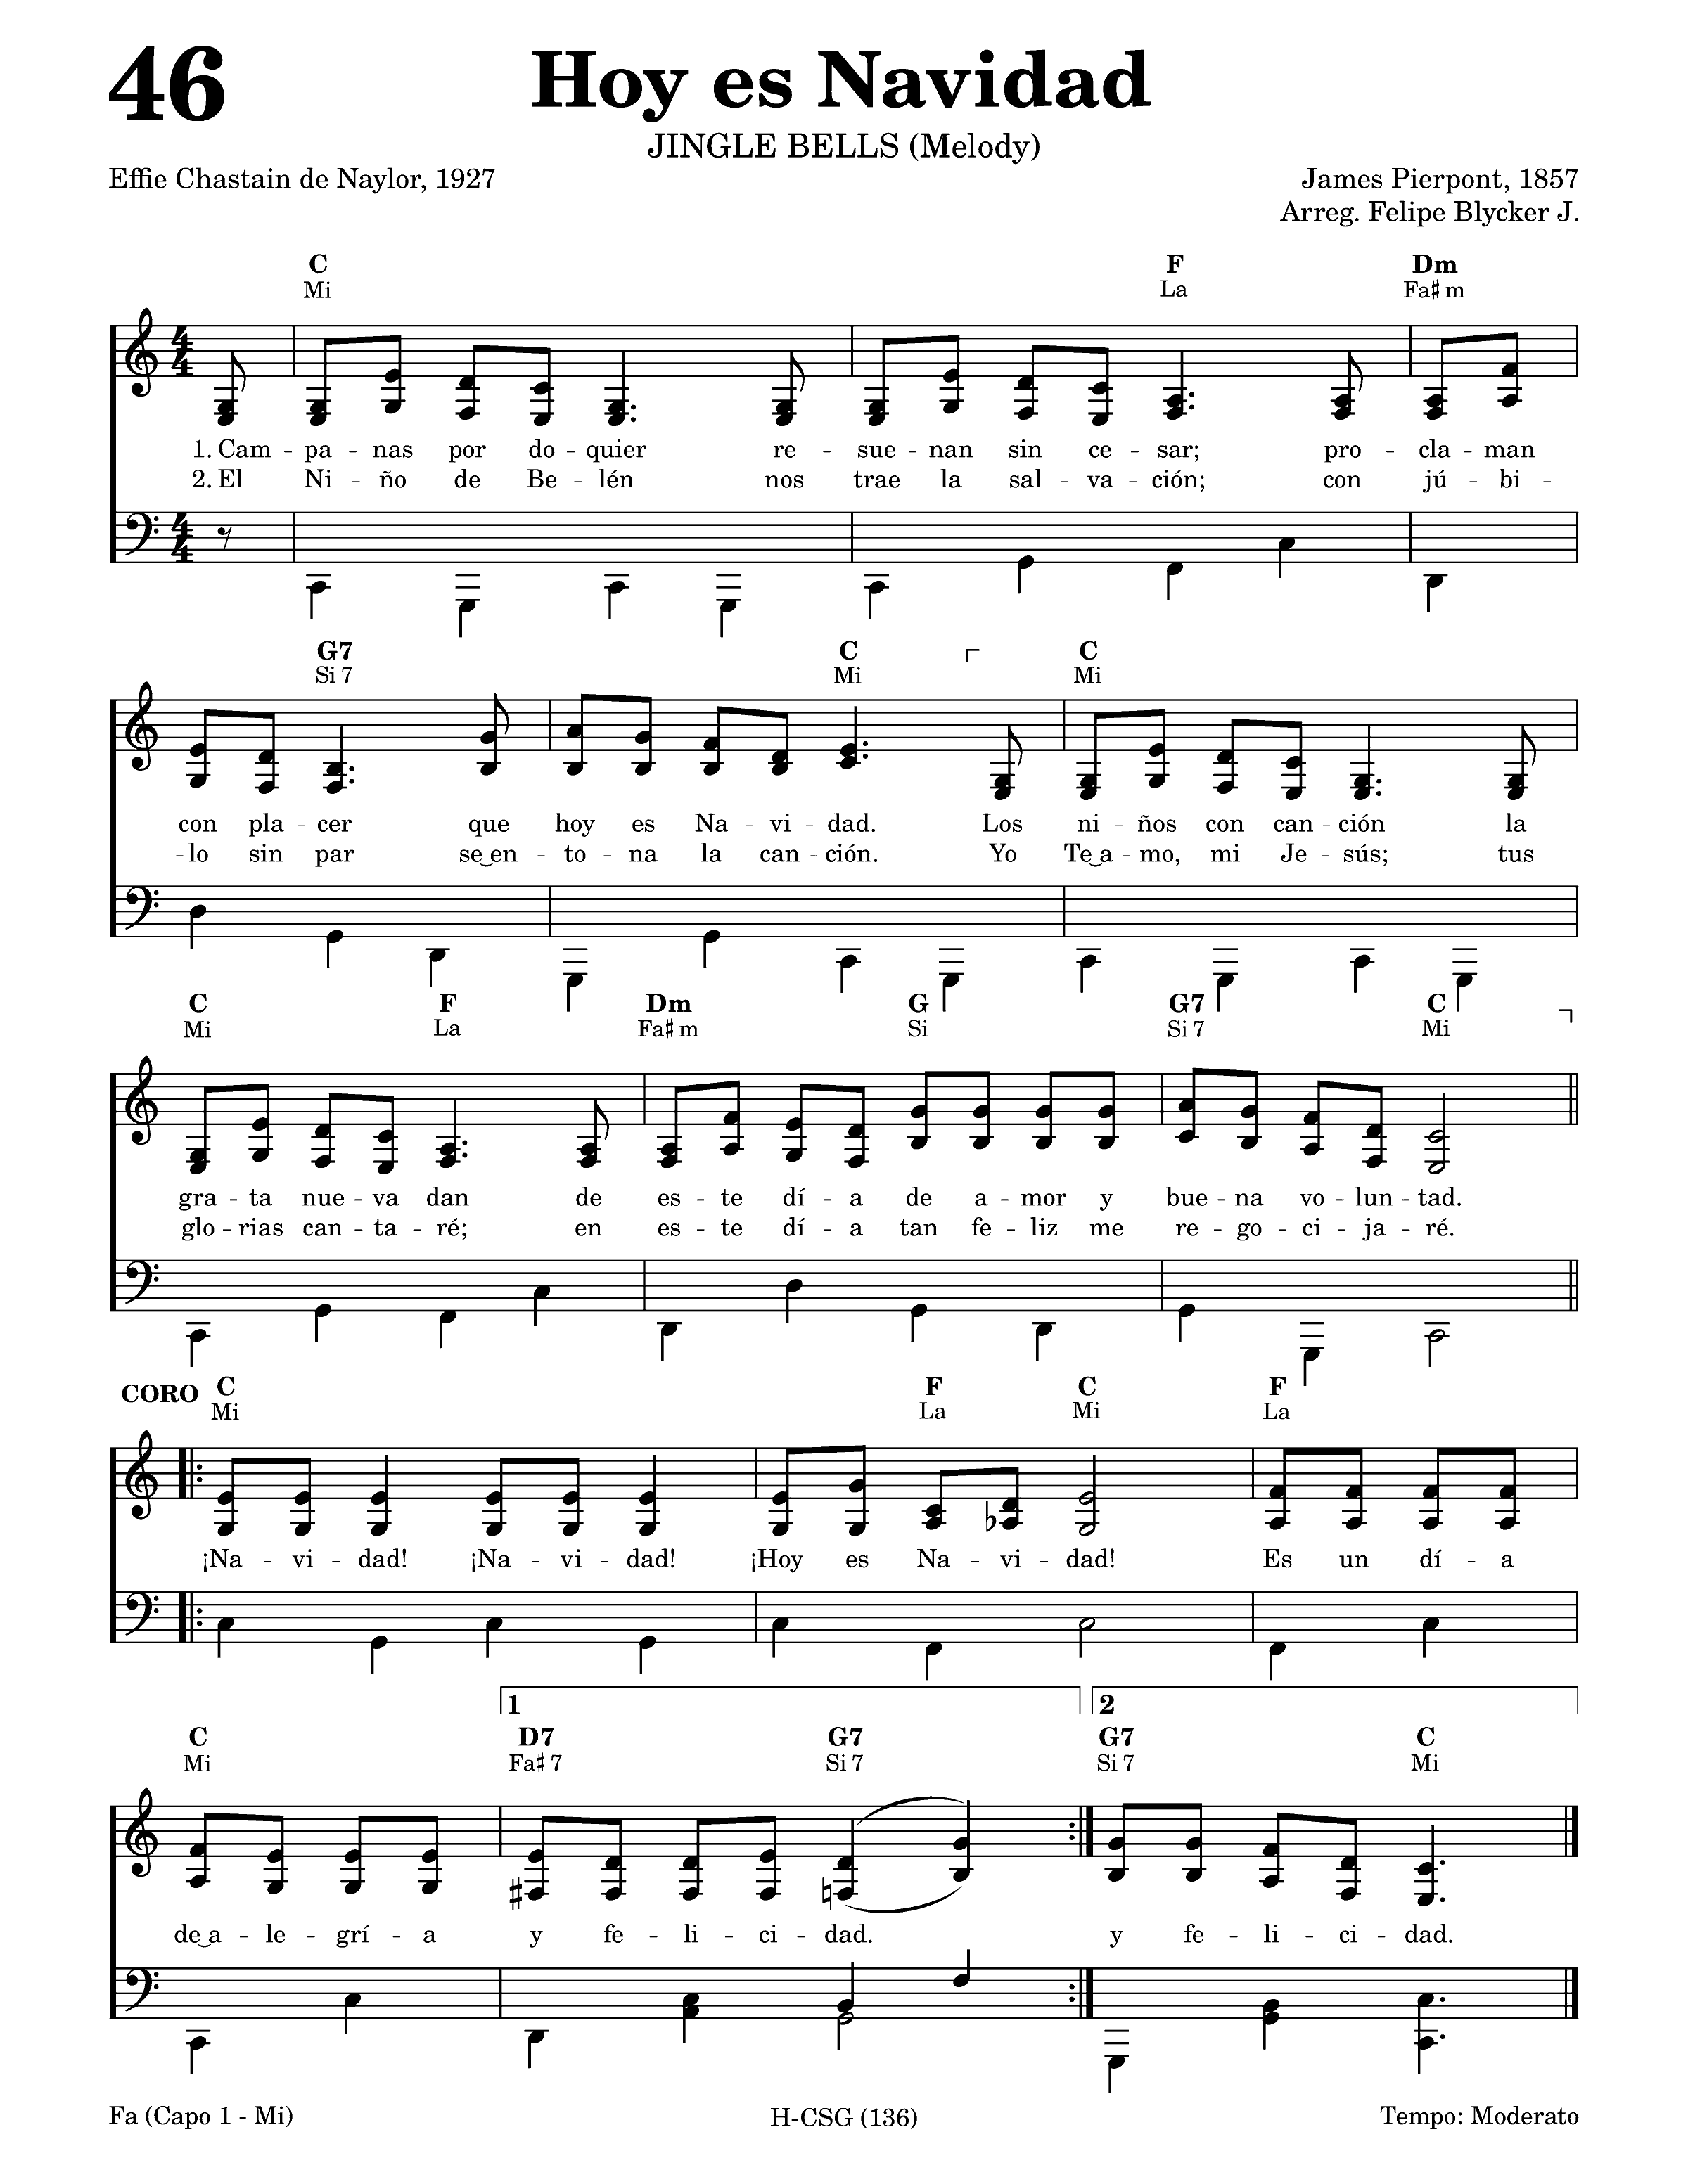 46
Hoy es Navidad
JINGLE BELLS (Melody)
Effie Chastain de Naylor, 1927
James Pierpont, 1857
Arreg. Felipe Blycker J.
C F Dm
Mi La Fa♯ m
1. Cam - pa - nas por do - quier re - sue - nan sin ce - sar; pro - cla - man
2. El Ni - ño de Be - lén nos trae la sal - va - ción; con jú - bi -
G7 C C
Si 7 Mi Mi
con pla - cer que hoy es Na - vi - dad. Los ni - ños con can - ción la
- lo sin par se‿en - to - na la can - ción. Yo Te‿a - mo, mi Je - sús; tus
C F Dm G G7 C
Mi La Fa♯ m Si Si 7 Mi
gra - ta nue - va dan de es - te dí - a de a - mor y bue - na vo - lun - tad.
glo - rias can - ta - ré; en es - te dí - a tan fe - liz me re - go - ci - ja - ré.
CORO C F C F
Mi La Mi La
¡Na - vi - dad! ¡Na - vi - dad! ¡Hoy es Na - vi - dad! Es un dí - a
1 2
C D7 G7 G7 C
Mi Fa♯ 7 Si 7 Si 7 Mi
de‿a - le - grí - a y fe - li - ci - dad. y fe - li - ci - dad.
Fa (Capo 1 - Mi)
H-CSG (136)
Tempo: Moderato